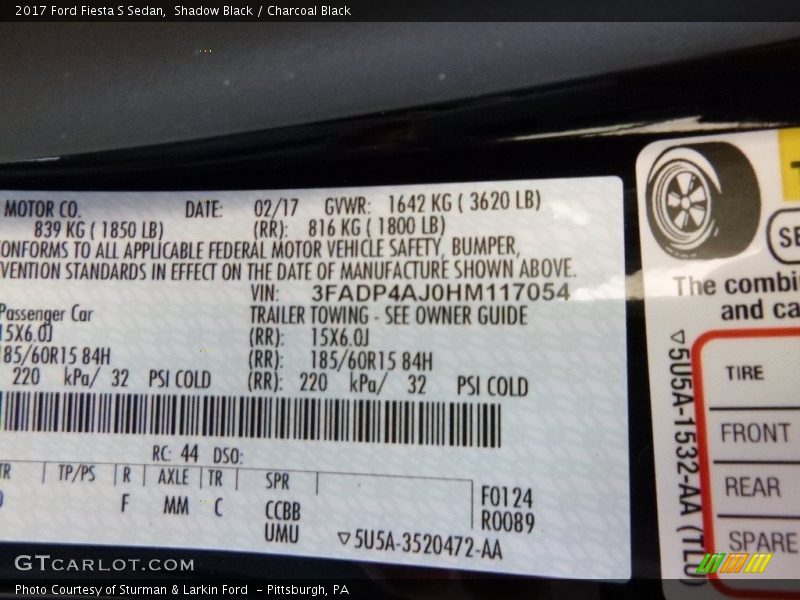 2017 Ford Fiesta S Sedan, Shadow Black / Charcoal Black
MOTOR CO. DATE: 02/17 GVWR: 1642 KG ( 3620 LB)
839 KG ( 1850 LB) (RR): 816 KG ( 1800 LB)
CONFORMS TO ALL APPLICABLE FEDERAL MOTOR VEHICLE SAFETY, BUMPER,
VENTION STANDARDS IN EFFECT ON THE DATE OF MANUFACTURE SHOWN ABOVE.
VIN: 3FADP4AJ0HM117054
Passenger Car TRAILER TOWING - SEE OWNER GUIDE
15X6.0J (RR): 15X6.0J
185/60R15 84H (RR): 185/60R15 84H
220 kPa/ 32 PSI COLD (RR): 220 kPa/ 32 PSI COLD
RC: 44 DSO:
TR TP/PS R AXLE TR SPR
F MM C CCBB
UMU
F0124
R0089
▽5U5A-3520472-AA
SE
The combi
and ca
▽5U5A-1532-AA (TLD)
TIRE
FRONT
REAR
SPARE
GTCARLOT.COM
Photo Courtesy of Sturman & Larkin Ford - Pittsburgh, PA